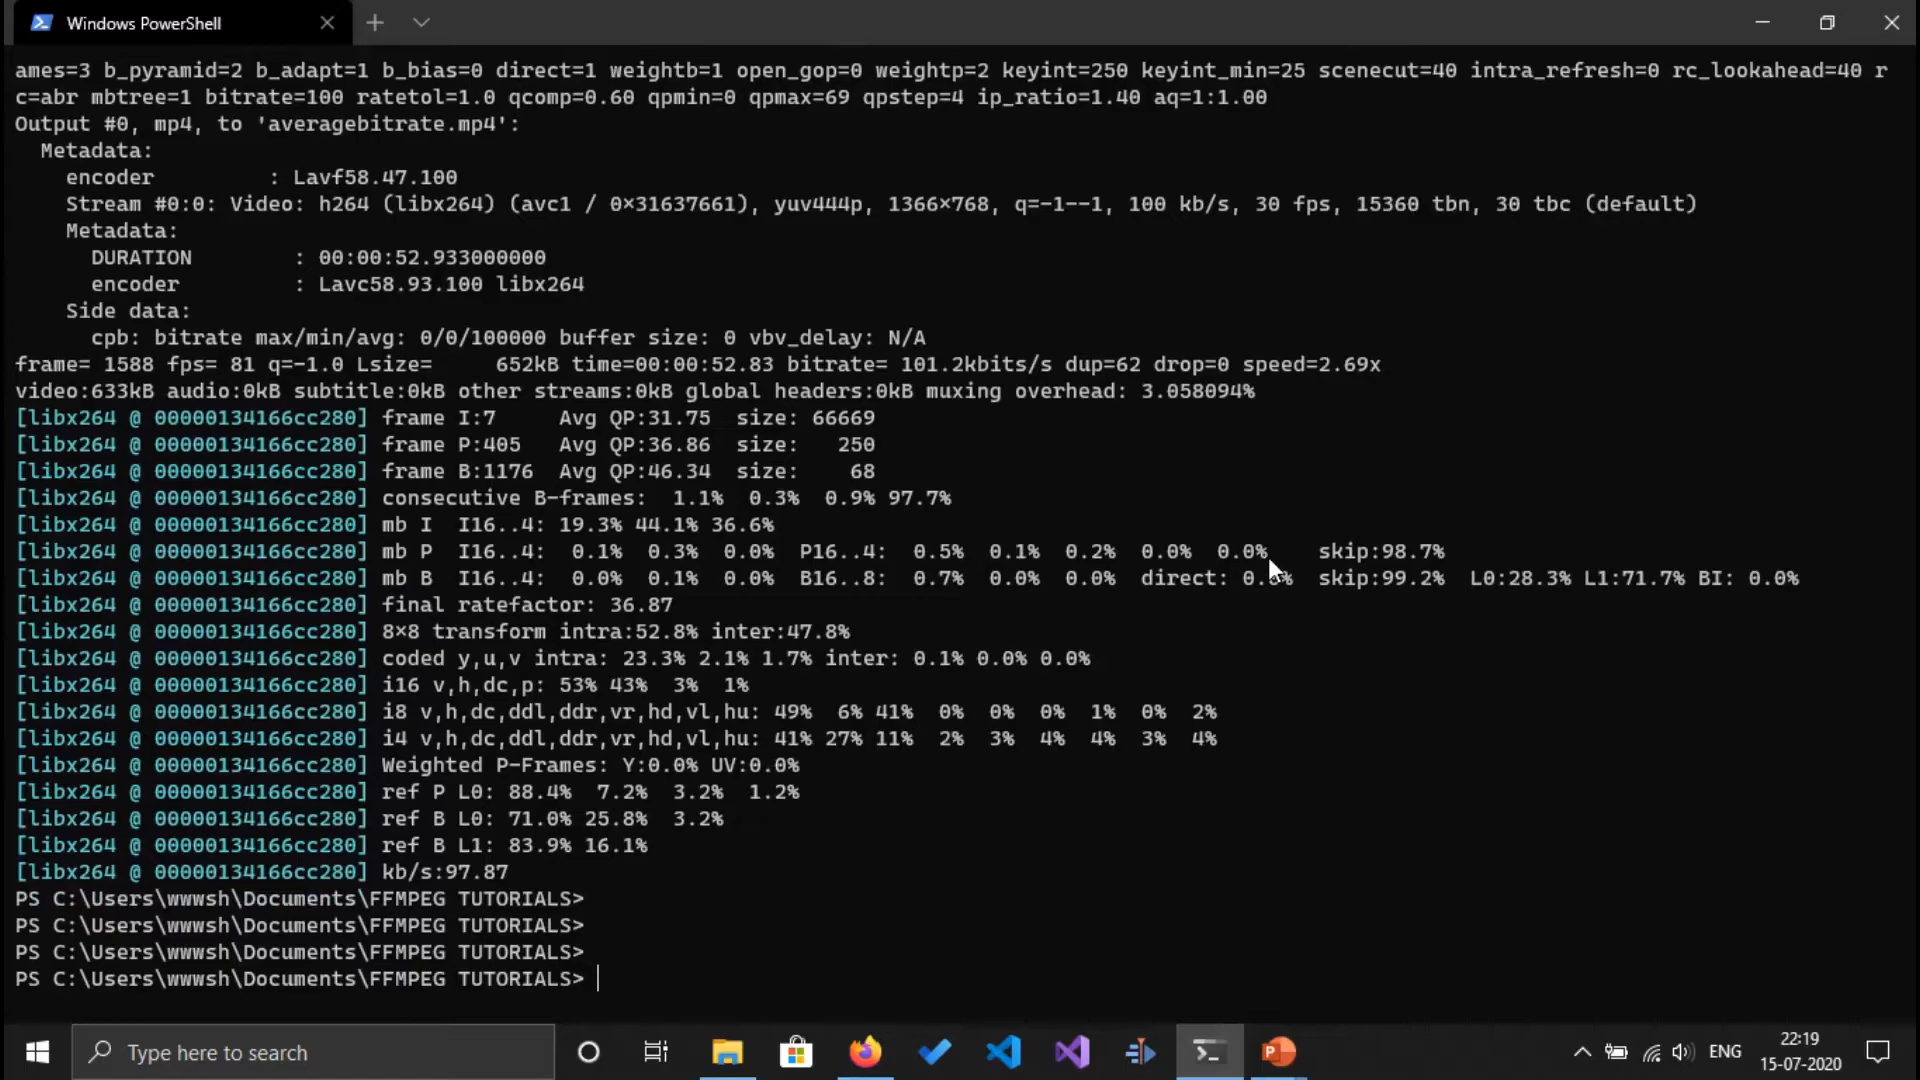 Windows PowerShell
ames=3 b_pyramid=2 b_adapt=1 b_bias=0 direct=1 weightb=1 open_gop=0 weightp=2 keyint=250 keyint_min=25 scenecut=40 intra_refresh=0 rc_lookahead=40 r
c=abr mbtree=1 bitrate=100 ratetol=1.0 qcomp=0.60 qpmin=0 qpmax=69 qpstep=4 ip_ratio=1.40 aq=1:1.00
Output #0, mp4, to 'averagebitrate.mp4':
Metadata:
encoder : Lavf58.47.100
Stream #0:0: Video: h264 (libx264) (avc1 / 0×31637661), yuv444p, 1366×768, q=-1--1, 100 kb/s, 30 fps, 15360 tbn, 30 tbc (default)
Metadata:
DURATION : 00:00:52.933000000
encoder : Lavc58.93.100 libx264
Side data:
cpb: bitrate max/min/avg: 0/0/100000 buffer size: 0 vbv_delay: N/A
frame= 1588 fps= 81 q=-1.0 Lsize= 652kB time=00:00:52.83 bitrate= 101.2kbits/s dup=62 drop=0 speed=2.69x
video:633kB audio:0kB subtitle:0kB other streams:0kB global headers:0kB muxing overhead: 3.058094%
[libx264 @ 00000134166cc280] frame I:7 Avg QP:31.75 size: 66669
[libx264 @ 00000134166cc280] frame P:405 Avg QP:36.86 size: 250
[libx264 @ 00000134166cc280] frame B:1176 Avg QP:46.34 size: 68
[libx264 @ 00000134166cc280] consecutive B-frames: 1.1% 0.3% 0.9% 97.7%
[libx264 @ 00000134166cc280] mb I I16..4: 19.3% 44.1% 36.6%
[libx264 @ 00000134166cc280] mb P I16..4: 0.1% 0.3% 0.0% P16..4: 0.5% 0.1% 0.2% 0.0% 0.0% skip:98.7%
[libx264 @ 00000134166cc280] mb B I16..4: 0.0% 0.1% 0.0% B16..8: 0.7% 0.0% 0.0% direct: skip:99.2% L0:28.3% L1:71.7% BI: 0.0%
[libx264 @ 00000134166cc280] final ratefactor: 36.87
[libx264 @ 00000134166cc280] 8×8 transform intra:52.8% inter:47.8%
[libx264 @ 00000134166cc280] coded y,u,v intra: 23.3% 2.1% 1.7% inter: 0.1% 0.0% 0.0%
[libx264 @ 00000134166cc280] i16 v,h,dc,p: 53% 43% 3% 1%
[libx264 @ 00000134166cc280] i8 v,h,dc,ddl,ddr,vr,hd,vl,hu: 49% 6% 41% 0% 0% 0% 1% 0% 2%
[libx264 @ 00000134166cc280] i4 v,h,dc,ddl,ddr,vr,hd,vl,hu: 41% 27% 11% 2% 3% 4% 4% 3% 4%
[libx264 @ 00000134166cc280] Weighted P-Frames: Y:0.0% UV:0.0%
[libx264 @ 00000134166cc280] ref P L0: 88.4% 7.2% 3.2% 1.2%
[libx264 @ 00000134166cc280] ref B L0: 71.0% 25.8% 3.2%
[libx264 @ 00000134166cc280] ref B L1: 83.9% 16.1%
[libx264 @ 00000134166cc280] kb/s:97.87
PS C:\Users\wwwsh\Documents\FFMPEG TUTORIALS>
PS C:\Users\wwwsh\Documents\FFMPEG TUTORIALS>
PS C:\Users\wwwsh\Documents\FFMPEG TUTORIALS>
PS C:\Users\wwwsh\Documents\FFMPEG TUTORIALS>
Type here to search
ENG
22:19
15-07-2020